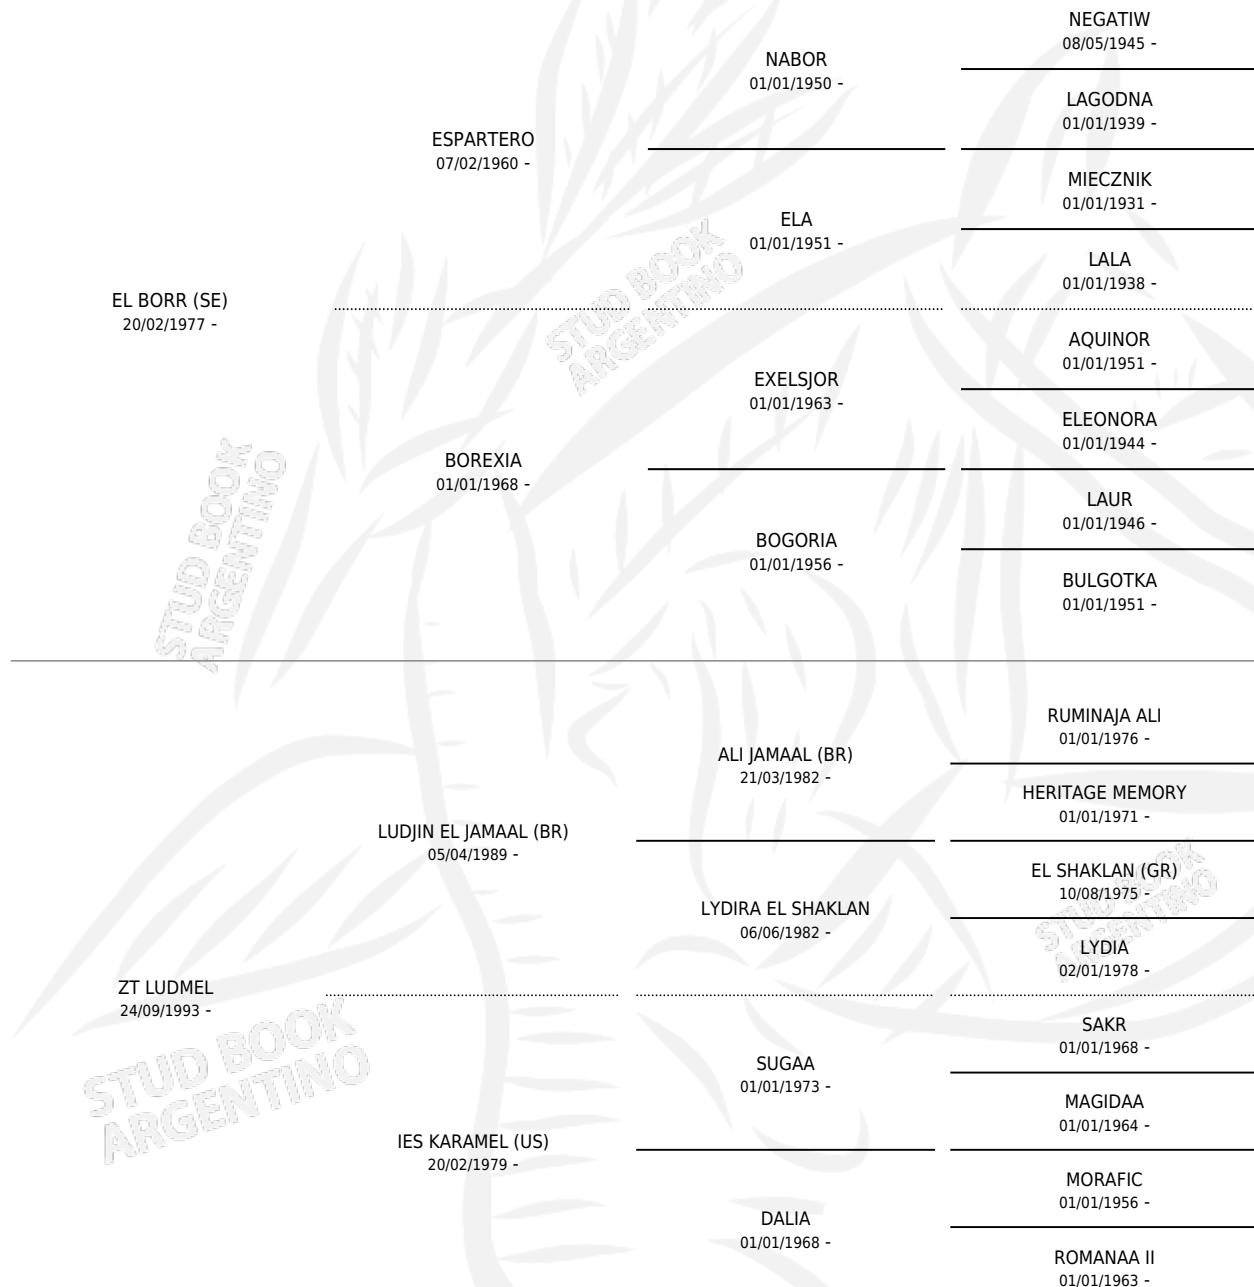 NEGATIW
08/05/1945 -
NABOR
01/01/1950 -
LAGODNA
01/01/1939 -
ESPARTERO
07/02/1960 -
MIECZNIK
01/01/1931 -
ELA
01/01/1951 -
LALA
01/01/1938 -
EL BORR (SE)
20/02/1977 -
STUD BOOK
ARGENTINO
AQUINOR
01/01/1951 -
EXELSJOR
01/01/1963 -
ELEONORA
01/01/1944 -
BOREXIA
01/01/1968 -
LAUR
01/01/1946 -
BOGORIA
01/01/1956 -
BULGOTKA
01/01/1951 -
STUD BOOK
ARGENTINO
RUMINAJA ALI
01/01/1976 -
ALI JAMAAL (BR)
21/03/1982 -
HERITAGE MEMORY
01/01/1971 -
LUDJIN EL JAMAAL (BR)
05/04/1989 -
EL SHAKLAN (GR)
10/08/1975 -
LYDIRA EL SHAKLAN
06/06/1982 -
LYDIA
02/01/1978 -
STUD BOOK
ARGENTINO
ZT LUDMEL
24/09/1993 -
SAKR
01/01/1968 -
SUGAA
01/01/1973 -
MAGIDAA
01/01/1964 -
STUD BOOK
ARGENTINO
IES KARAMEL (US)
20/02/1979 -
MORAFIC
01/01/1956 -
DALIA
01/01/1968 -
ROMANAA II
01/01/1963 -